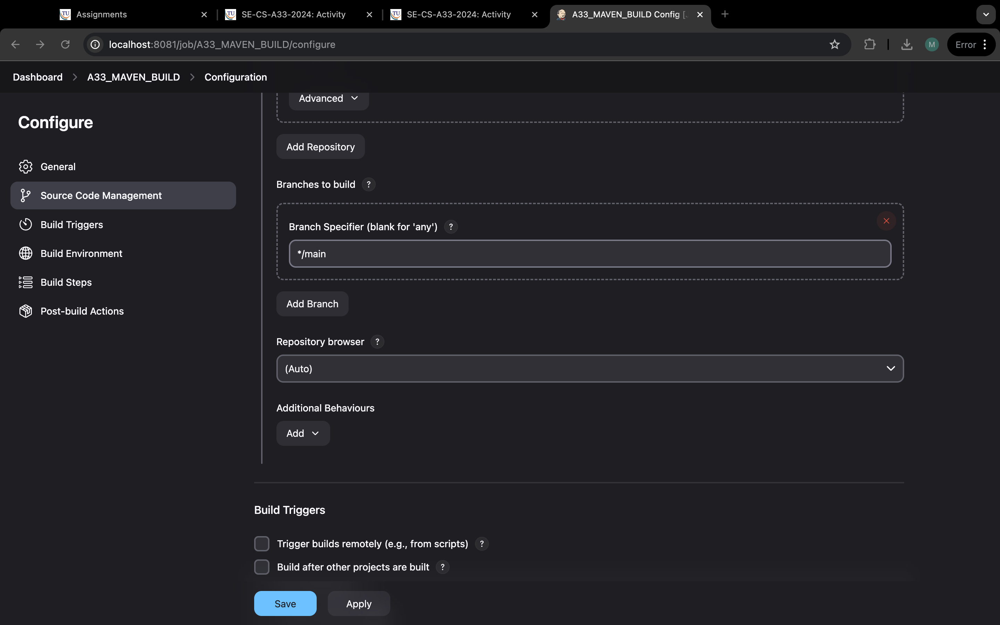 TU Assignments
TU SE-CS-A33-2024: Activity
TU SE-CS-A33-2024: Activity
A33_MAVEN_BUILD Config [
localhost:8081/job/A33_MAVEN_BUILD/configure
M
Error
Dashboard > A33_MAVEN_BUILD > Configuration
Configure
General
Source Code Management
Build Triggers
Build Environment
Build Steps
Post-build Actions
Advanced
Add Repository
Branches to build ?
Branch Specifier (blank for 'any') ?
*/main
Add Branch
Repository browser ?
(Auto)
Additional Behaviours
Add
Build Triggers
Trigger builds remotely (e.g., from scripts) ?
Build after other projects are built ?
Save
Apply